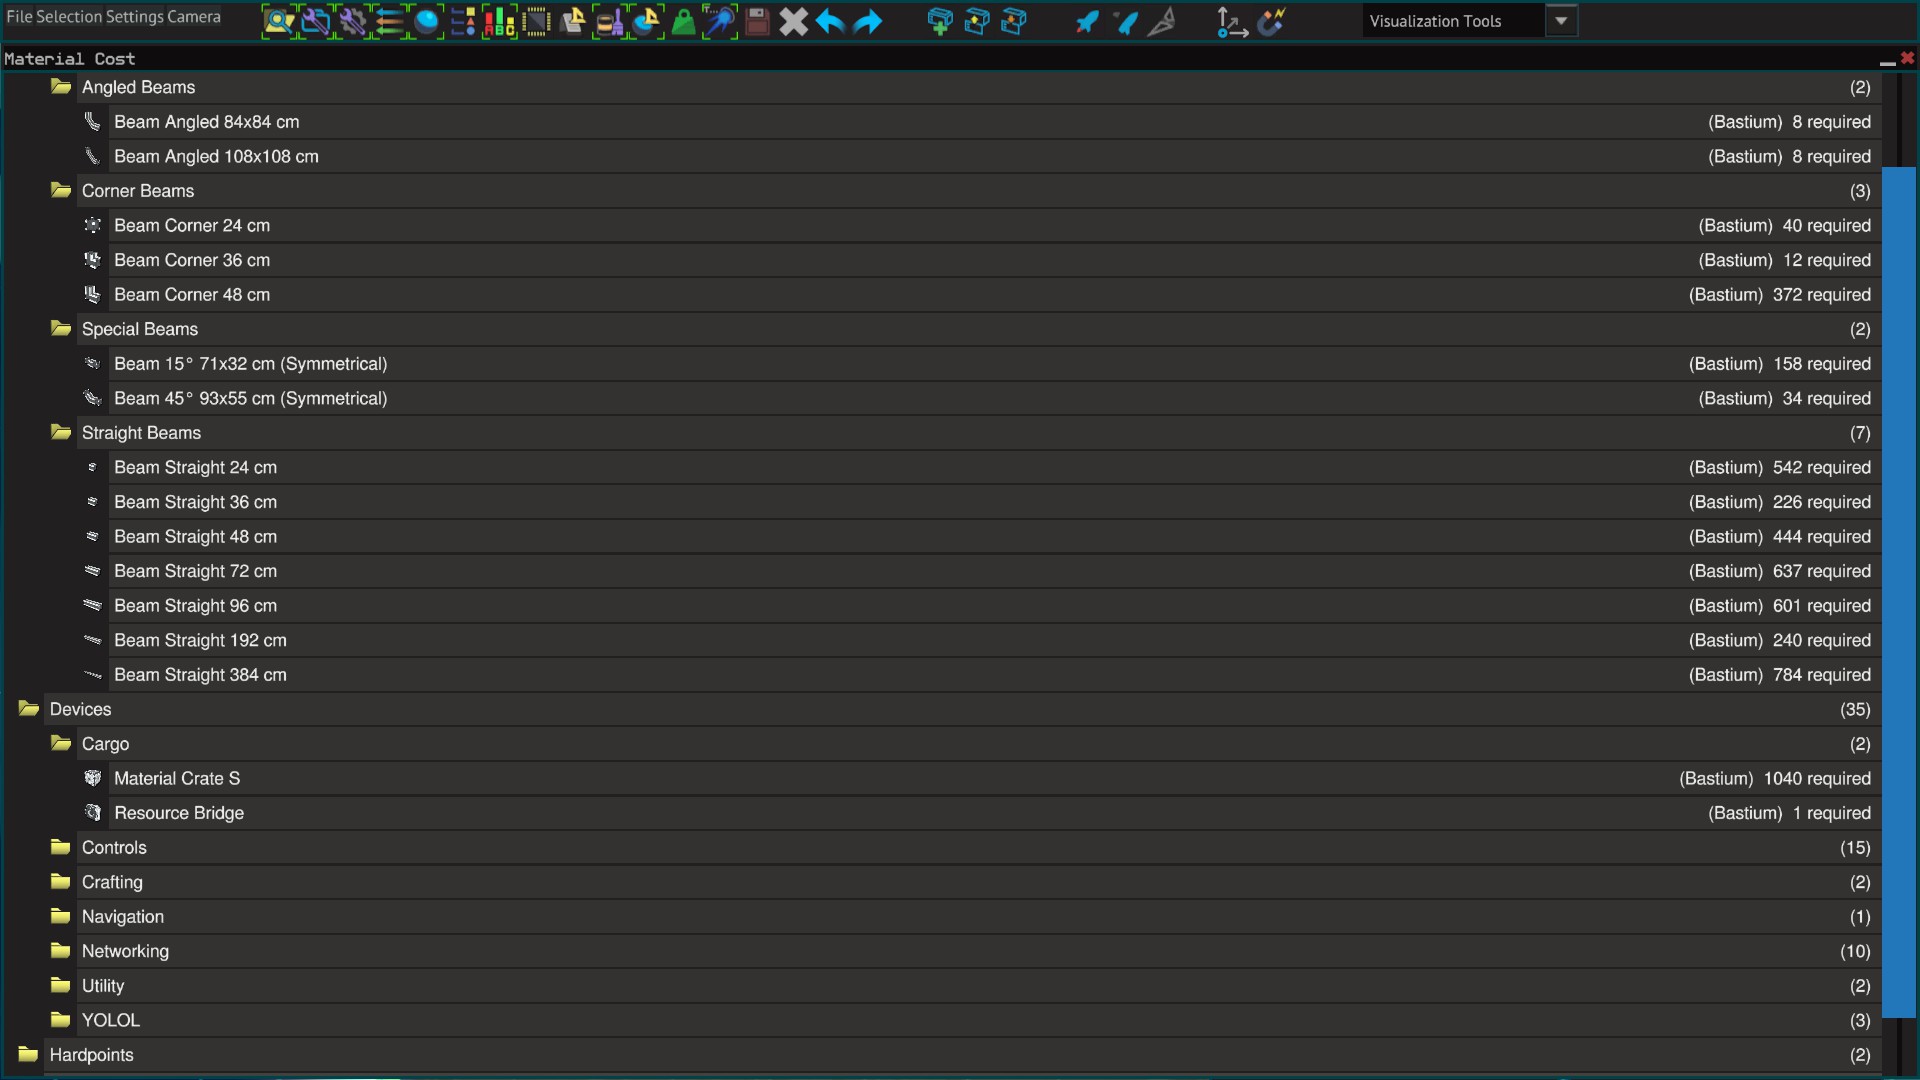 File Selection Settings Camera
ABC
Visualization Tools
Material Cost
Angled Beams (2)
Beam Angled 84x84 cm (Bastium) 8 required
Beam Angled 108x108 cm (Bastium) 8 required
Corner Beams (3)
Beam Corner 24 cm (Bastium) 40 required
Beam Corner 36 cm (Bastium) 12 required
Beam Corner 48 cm (Bastium) 372 required
Special Beams (2)
Beam 15° 71x32 cm (Symmetrical) (Bastium) 158 required
Beam 45° 93x55 cm (Symmetrical) (Bastium) 34 required
Straight Beams (7)
Beam Straight 24 cm (Bastium) 542 required
Beam Straight 36 cm (Bastium) 226 required
Beam Straight 48 cm (Bastium) 444 required
Beam Straight 72 cm (Bastium) 637 required
Beam Straight 96 cm (Bastium) 601 required
Beam Straight 192 cm (Bastium) 240 required
Beam Straight 384 cm (Bastium) 784 required
Devices (35)
Cargo (2)
Material Crate S (Bastium) 1040 required
Resource Bridge (Bastium) 1 required
Controls (15)
Crafting (2)
Navigation (1)
Networking (10)
Utility (2)
YOLOL (3)
Hardpoints (2)